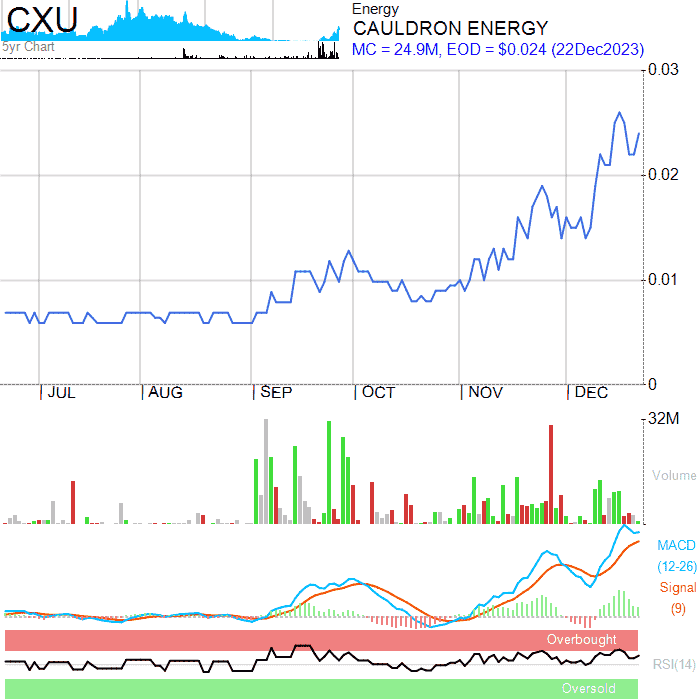 CXU
5yr Chart
Energy
CAULDRON ENERGY
MC = 24.9M, EOD = $0.024 (22Dec2023)
0.03
0.02
0.01
0
JUL AUG SEP OCT NOV DEC
32M
Volume
MACD
(12-26)
Signal
(9)
Overbought
RSI(14)
Oversold